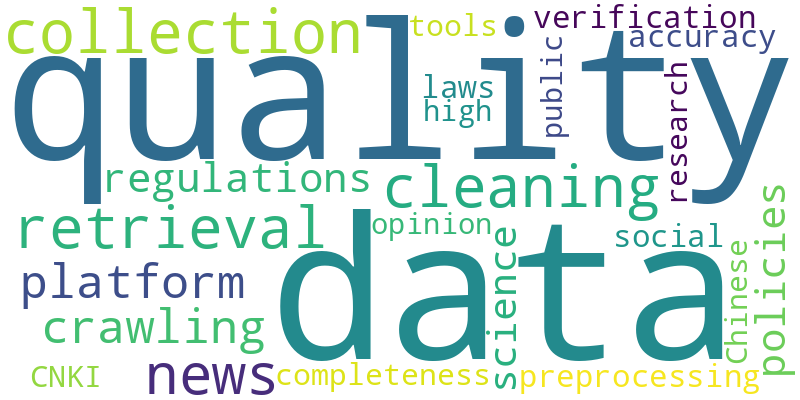 collection
tools
verification
accuracy
quality
laws
high
public
research
regulations
cleaning
retrieval
opinion
social
data
platform
science
Chinese
policies
crawling
CNKI
news
completeness
preprocessing